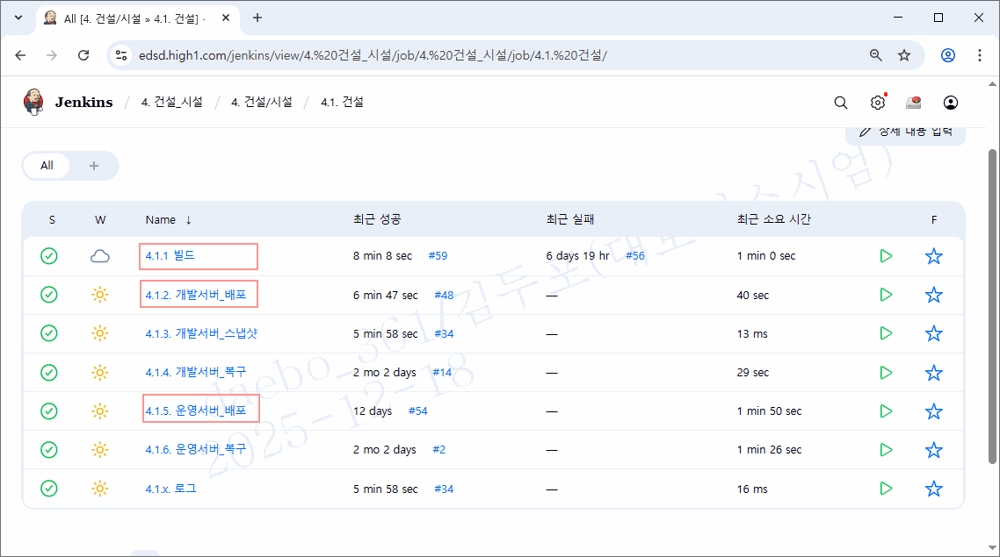 All [4. 건설/시설 » 4.1. 건설] -
edsd.high1.com/jenkins/view/4.%20건설_시설/job/4.%20건설_시설/job/4.1.%20건설/
Jenkins / 4. 건설_시설 / 4. 건설/시설 / 4.1. 건설
상세 내용 입력
All +
S W Name ↓ 최근 성공 최근 실패 최근 소요 시간 F
4.1.1 빌드 8 min 8 sec #59 6 days 19 hr #56 1 min 0 sec
4.1.2. 개발서버_배포 6 min 47 sec #48 — 40 sec
4.1.3. 개발서버_스냅샷 5 min 58 sec #34 — 13 ms
4.1.4. 개발서버_복구 2 mo 2 days #14 — 29 sec
4.1.5. 운영서버_배포 12 days #54 — 1 min 50 sec
4.1.6. 운영서버_복구 2 mo 2 days #2 — 1 min 26 sec
4.1.x. 로그 5 min 58 sec #34 — 16 ms
daebo_361/김두포(대보 컨소시엄)
2025-12-18